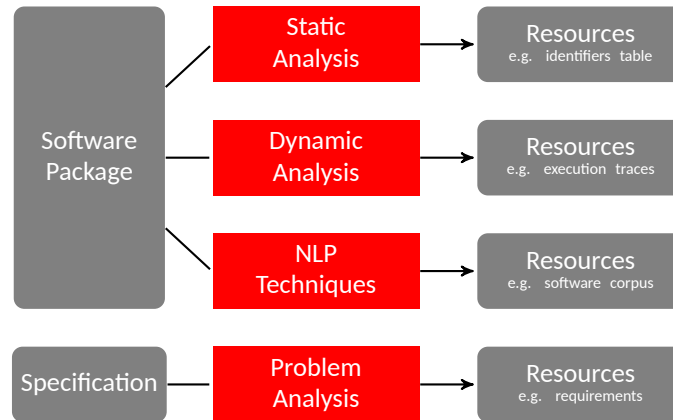 Software
Package
Static
Analysis
Resources
e.g. identifiers table
Dynamic
Analysis
Resources
e.g. execution traces
NLP
Techniques
Resources
e.g. software corpus
Specification
Problem
Analysis
Resources
e.g. requirements